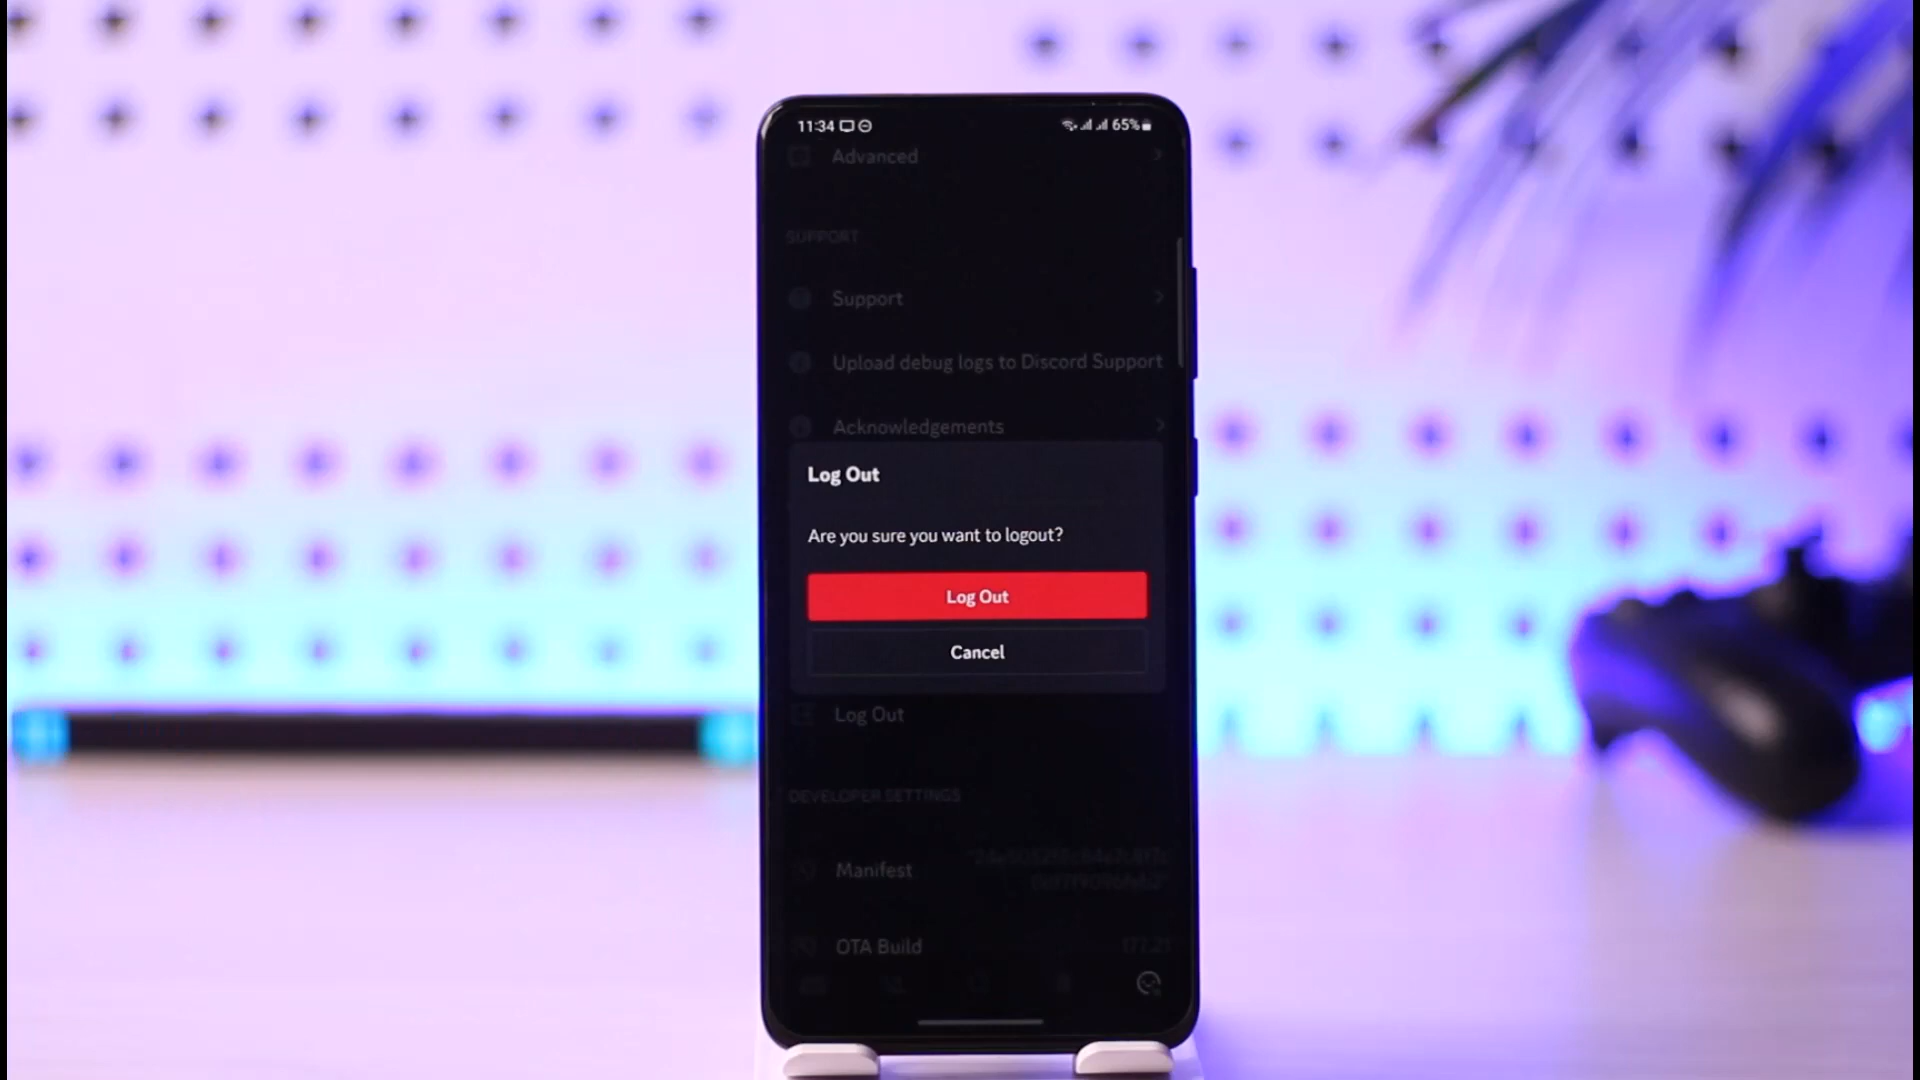 11:34
65%
Advanced
SUPPORT
Support
Upload debug logs to Discord Support
Acknowledgements
Log Out
Are you sure you want to logout?
Log Out
Cancel
Log Out
DEVELOPER SETTINGS
Manifest
OTA Build